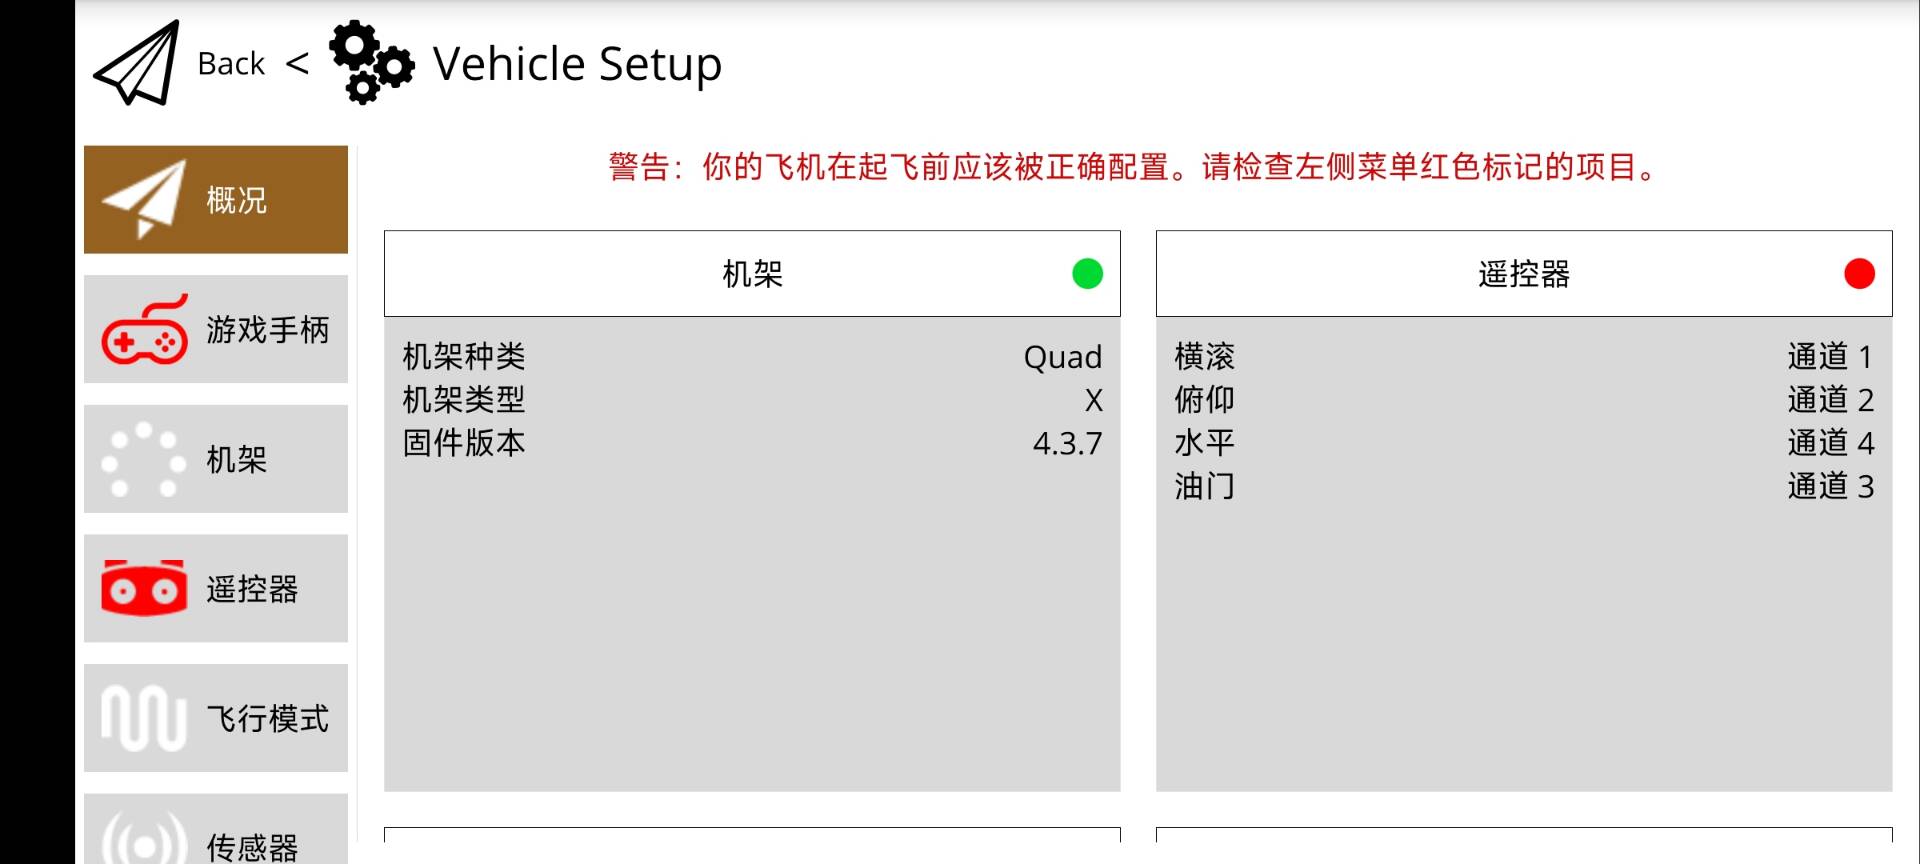 Back < Vehicle Setup
警告：你的飞机在起飞前应该被正确配置。请检查左侧菜单红色标记的项目。
概况
游戏手柄
机架
遥控器
飞行模式
传感器
机架
机架种类 Quad
机架类型 X
固件版本 4.3.7
遥控器
横滚 通道 1
俯仰 通道 2
水平 通道 4
油门 通道 3